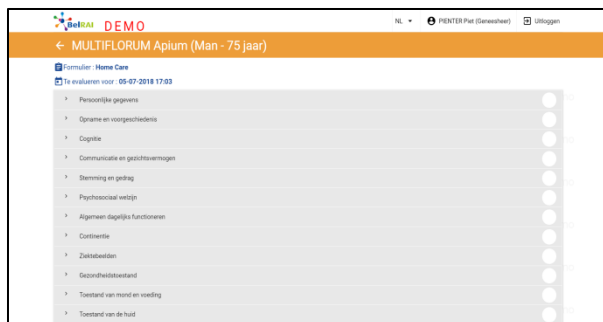 BelRAI DEMO NL PIENTER Piet (Geneesheer) Uitloggen
MULTIFLORUM Apium (Man - 75 jaar)
Formulier : Home Care
Te evalueren voor : 05-07-2018 17:03
Persoonlijke gegevens
Opname en voorgeschiedenis
Cognitie
Communicatie en gezichtsvermogen
Stemming en gedrag
Psychosociaal welzijn
Algemeen dagelijks functioneren
Continentie
Ziektebeelden
Gezondheidstoestand
Toestand van mond en voeding
Toestand van de huid